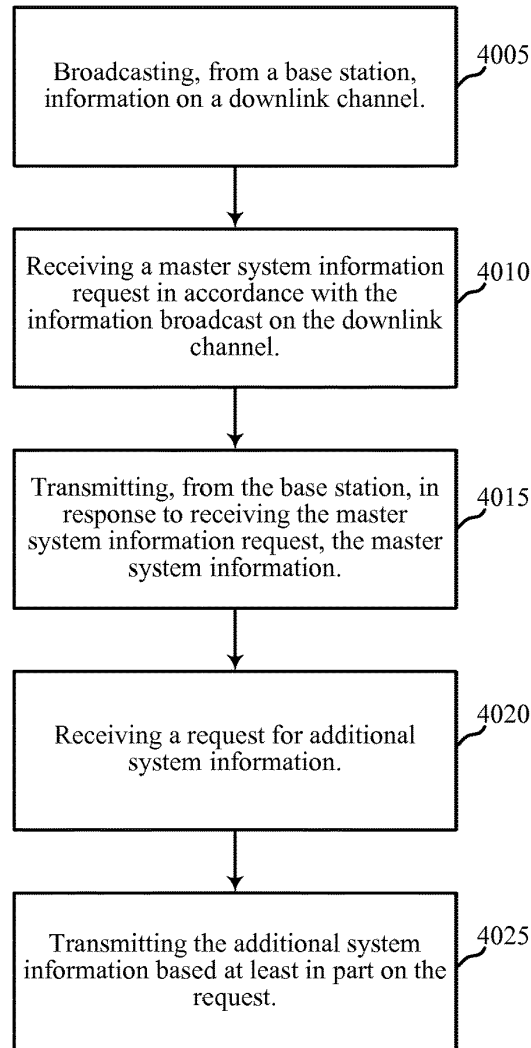 Broadcasting, from a base station,
information on a downlink channel.
4005
Receiving a master system information
request in accordance with the
information broadcast on the downlink
channel.
4010
Transmitting, from the base station, in
response to receiving the master
system information request, the master
system information.
4015
Receiving a request for additional
system information.
4020
Transmitting the additional system
information based at least in part on the
request.
4025